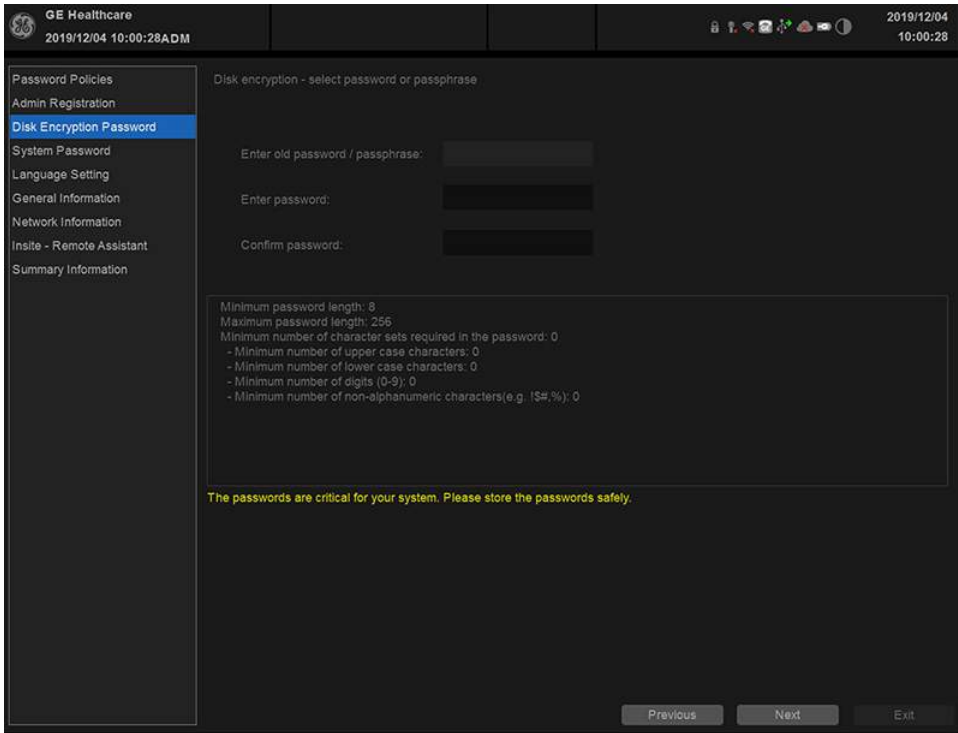 GE Healthcare
2019/12/04 10:00:28ADM
2019/12/04
10:00:28
Password Policies
Admin Registration
Disk Encryption Password
System Password
Language Setting
General Information
Network Information
Insite - Remote Assistant
Summary Information
Disk encryption - select password or passphrase
Enter old password / passphrase:
Enter password:
Confirm password:
Minimum password length: 8
Maximum password length: 256
Minimum number of character sets required in the password: 0
- Minimum number of upper case characters: 0
- Minimum number of lower case characters: 0
- Minimum number of digits (0-9): 0
- Minimum number of non-alphanumeric characters(e.g. !$#,%): 0
The passwords are critical for your system. Please store the passwords safely.
Previous
Next
Exit